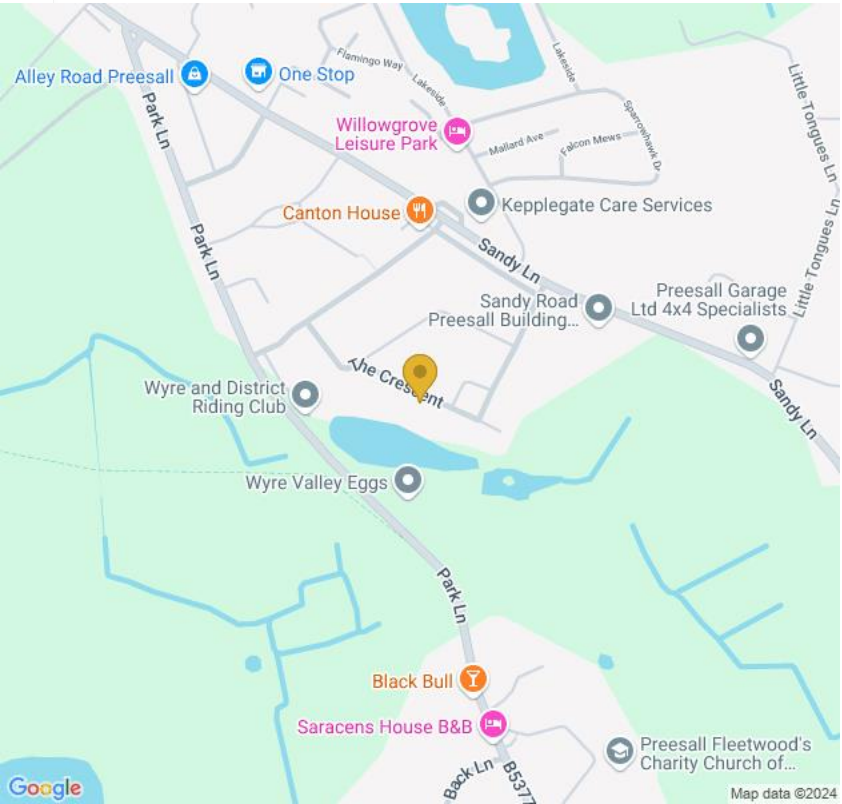 Flamingo Way
Lakeside
Lakeside
Alley Road Preesall
One Stop
Park Ln
Willowgrove
Leisure Park
Mallard Ave
Falcon Mews
Sparrowhawk Dr
Little Tongues Ln
Canton House
Kepplegate Care Services
Park Ln
Sandy Ln
Little Tongues Ln
Sandy Road
Preesall Building...
Preesall Garage
Ltd 4x4 Specialists
The Crescent
Wyre and District
Riding Club
Sandy Ln
Wyre Valley Eggs
Park Ln
Black Bull
Saracens House B&B
Preesall Fleetwood's
Charity Church of...
Back Ln
B5377
Google
Map data ©2024